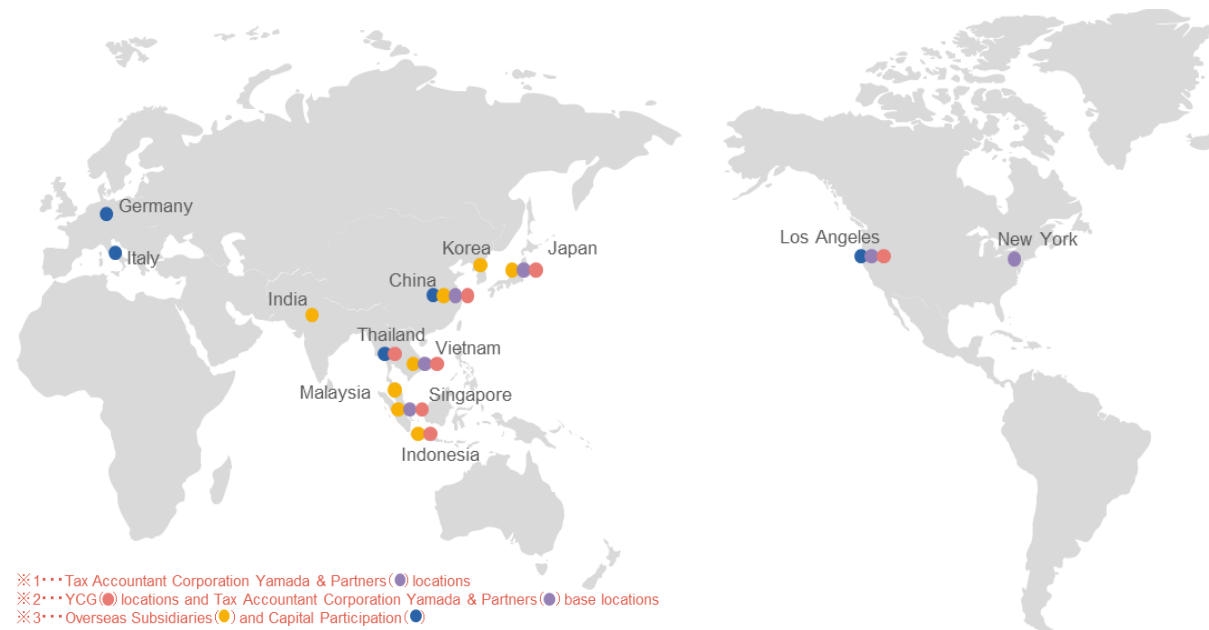 Germany
Italy
India
Korea
Japan
China
Thailand
Vietnam
Malaysia
Singapore
Indonesia
Los Angeles
New York
※1･･･Tax Accountant Corporation Yamada & Partners(●) locations
※2･･･YCG(●) locations and Tax Accountant Corporation Yamada & Partners(●) base locations
※3･･･Overseas Subsidiaries(●) and Capital Participation(●)